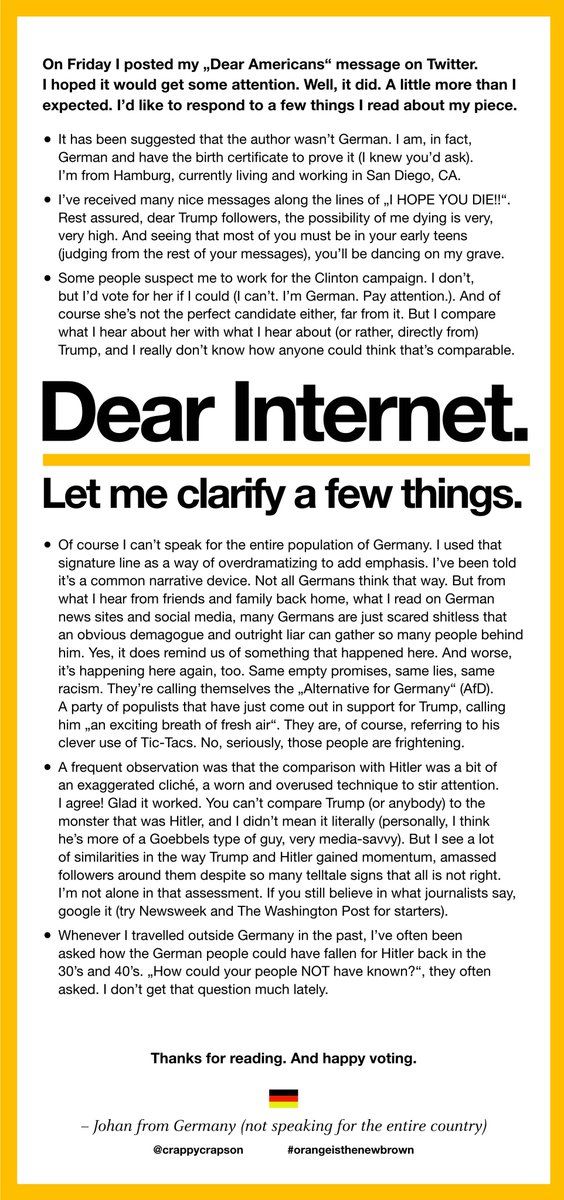 On Friday I posted my „Dear Americans“ message on Twitter.
I hoped it would get some attention. Well, it did. A little more than I
expected. I’d like to respond to a few things I read about my piece.
• It has been suggested that the author wasn’t German. I am, in fact,
German and have the birth certificate to prove it (I knew you’d ask).
I’m from Hamburg, currently living and working in San Diego, CA.
• I’ve received many nice messages along the lines of „I HOPE YOU DIE!!“.
Rest assured, dear Trump followers, the possibility of me dying is very,
very high. And seeing that most of you must be in your early teens
(judging from the rest of your messages), you’ll be dancing on my grave.
• Some people suspect me to work for the Clinton campaign. I don’t,
but I’d vote for her if I could (I can’t. I’m German. Pay attention.). And of
course she’s not the perfect candidate either, far from it. But I compare
what I hear about her with what I hear about (or rather, directly from)
Trump, and I really don’t know how anyone could think that’s comparable.
Dear Internet.
Let me clarify a few things.
• Of course I can’t speak for the entire population of Germany. I used that
signature line as a way of overdramatizing to add emphasis. I’ve been told
it’s a common narrative device. Not all Germans think that way. But from
what I hear from friends and family back home, what I read on German
news sites and social media, many Germans are just scared shitless that
an obvious demagogue and outright liar can gather so many people behind
him. Yes, it does remind us of something that happened here. And worse,
it’s happening here again, too. Same empty promises, same lies, same
racism. They’re calling themselves the „Alternative for Germany“ (AfD).
A party of populists that have just come out in support for Trump, calling
him „an exciting breath of fresh air“. They are, of course, referring to his
clever use of Tic-Tacs. No, seriously, those people are frightening.
• A frequent observation was that the comparison with Hitler was a bit of
an exaggerated cliché, a worn and overused technique to stir attention.
I agree! Glad it worked. You can’t compare Trump (or anybody) to the
monster that was Hitler, and I didn’t mean it literally (personally, I think
he’s more of a Goebbels type of guy, very media-savvy). But I see a lot
of similarities in the way Trump and Hitler gained momentum, amassed
followers around them despite so many telltale signs that all is not right.
I’m not alone in that assessment. If you still believe in what journalists say,
google it (try Newsweek and The Washington Post for starters).
• Whenever I travelled outside Germany in the past, I’ve often been
asked how the German people could have fallen for Hitler back in the
30’s and 40’s. „How could your people NOT have known?“, they often
asked. I don’t get that question much lately.
Thanks for reading. And happy voting.
– Johan from Germany (not speaking for the entire country)
@crappycrapson #orangeisthenewbrown